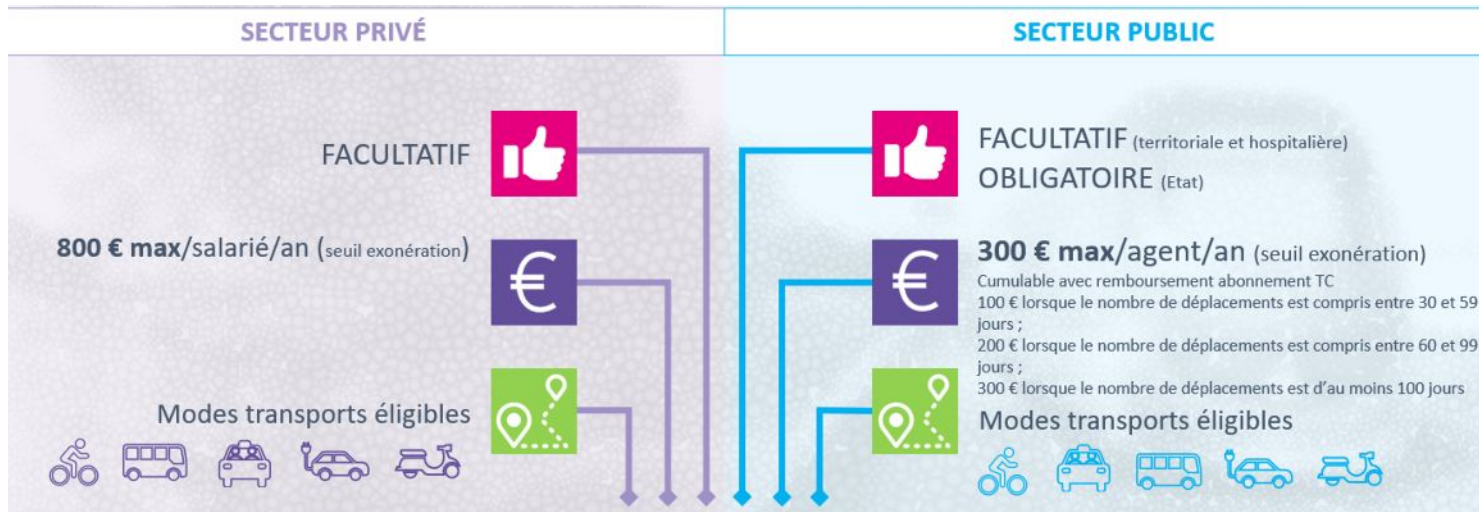 SECTEUR PRIVÉ
FACULTATIF
800 € max/salarié/an (seuil exonération)
€
Modes transports éligibles
SECTEUR PUBLIC
FACULTATIF (territoriale et hospitalière)
OBLIGATOIRE (Etat)
€
300 € max/agent/an (seuil exonération)
Cumulable avec remboursement abonnement TC
100 € lorsque le nombre de déplacements est compris entre 30 et 59
jours ;
200 € lorsque le nombre de déplacements est compris entre 60 et 99
jours ;
300 € lorsque le nombre de déplacements est d'au moins 100 jours
Modes transports éligibles